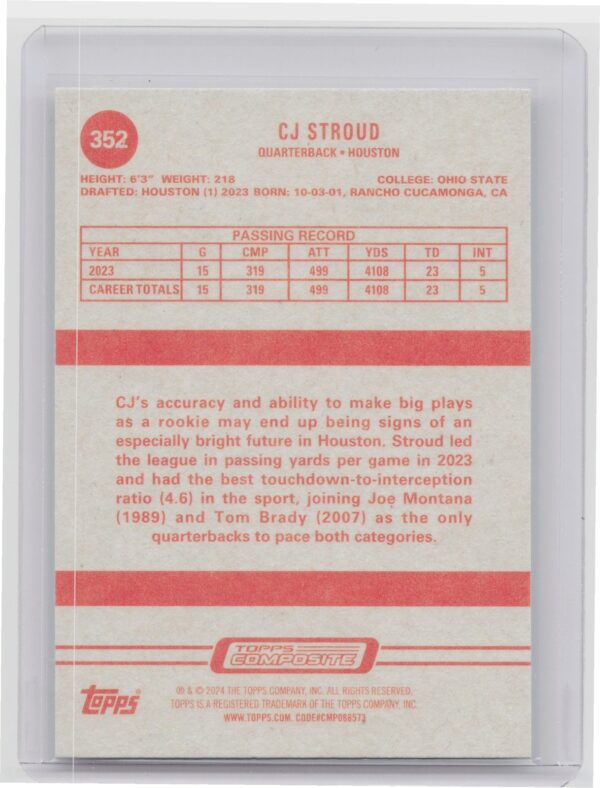 352
CJ STROUD
QUARTERBACK • HOUSTON
HEIGHT: 6'3" WEIGHT: 218 COLLEGE: OHIO STATE
DRAFTED: HOUSTON (1) 2023 BORN: 10-03-01, RANCHO CUCAMONGA, CA
PASSING RECORD
YEAR G CMP ATT YDS TD INT
2023 15 319 499 4108 23 5
CAREER TOTALS 15 319 499 4108 23 5
CJ's accuracy and ability to make big plays
as a rookie may end up being signs of an
especially bright future in Houston. Stroud led
the league in passing yards per game in 2023
and had the best touchdown-to-interception
ratio (4.6) in the sport, joining Joe Montana
(1989) and Tom Brady (2007) as the only
quarterbacks to pace both categories.
TOPPS
COMPOSITE
topps®
®& © 2024 THE TOPPS COMPANY, INC. ALL RIGHTS RESERVED.
TOPPS IS A REGISTERED TRADEMARK OF THE TOPPS COMPANY, INC.
WWW.TOPPS.COM. CODE#CMP088573